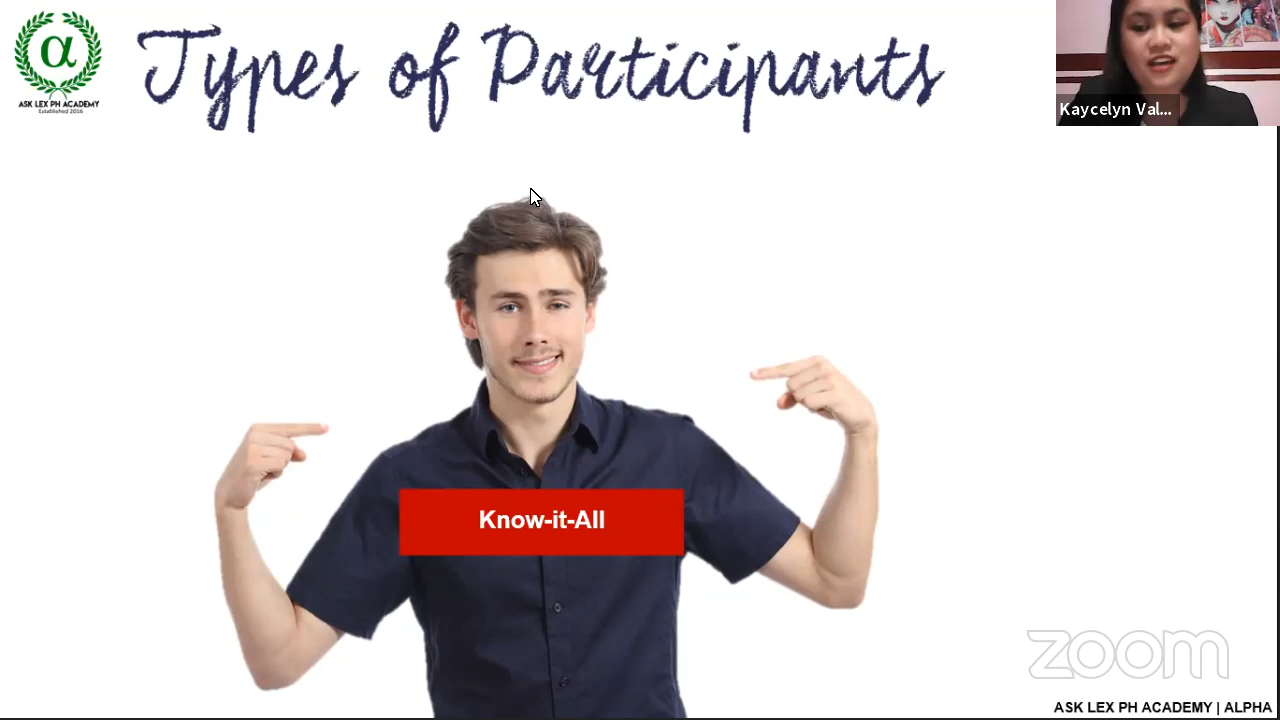 α
ASK LEX PH ACADEMY
Established 2016
Types of Participants
Kaycelyn Val...
Know-it-All
zoom
ASK LEX PH ACADEMY | ALPHA